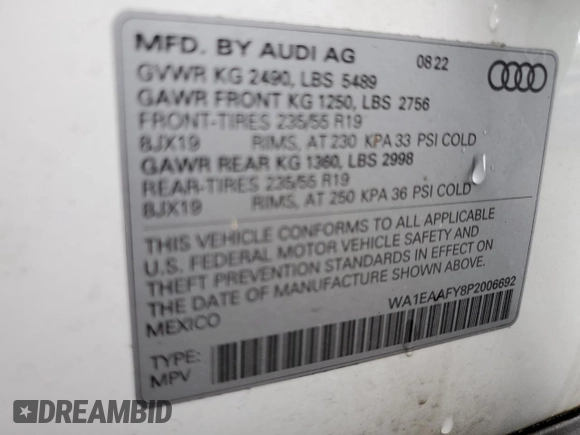 MFD. BY AUDI AG 08 22
GVWR KG 2490, LBS 5489
GAWR FRONT KG 1250, LBS 2756
FRONT-TIRES 235/55 R19
8JX19 RIMS, AT 230 KPA 33 PSI COLD
GAWR REAR KG 1360, LBS 2998
REAR-TIRES 235/55 R19
8JX19 RIMS, AT 250 KPA 36 PSI COLD
THIS VEHICLE CONFORMS TO ALL APPLICABLE
U.S. FEDERAL MOTOR VEHICLE SAFETY AND
THEFT PREVENTION STANDARDS IN EFFECT ON
THE DATE OF MANUFACTURE SHOWN ABOVE.
MEXICO WA1EAAFY8P2006692
TYPE:
MPV
DREAMBID